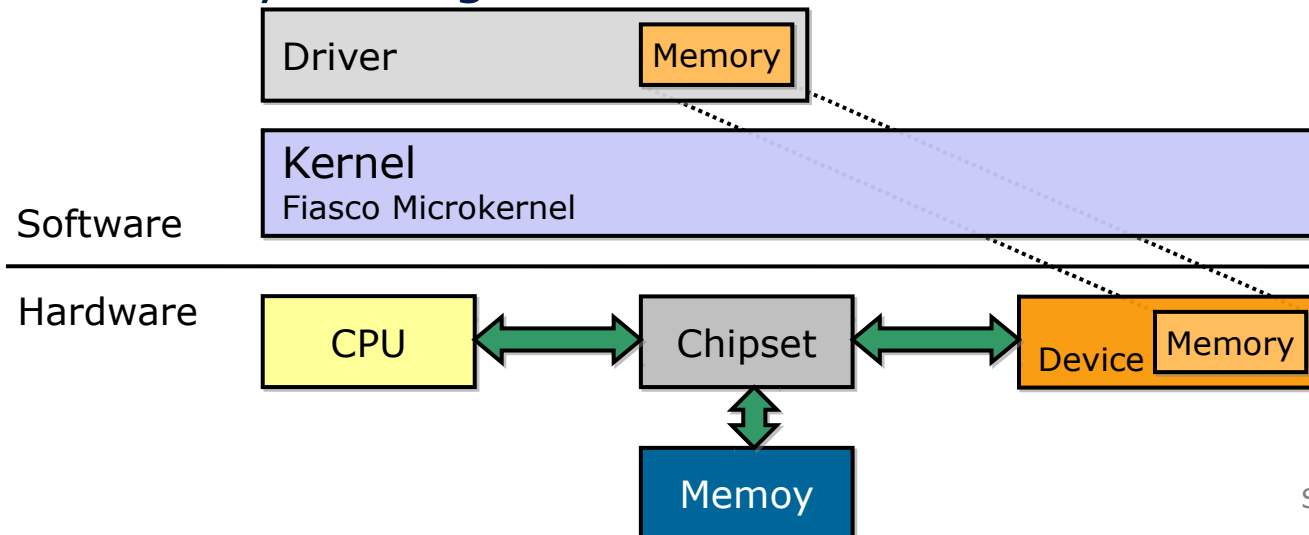 Driver
Memory
Kernel
Fiasco Microkernel
Software
Hardware
CPU
Chipset
Device
Memory
Memoy